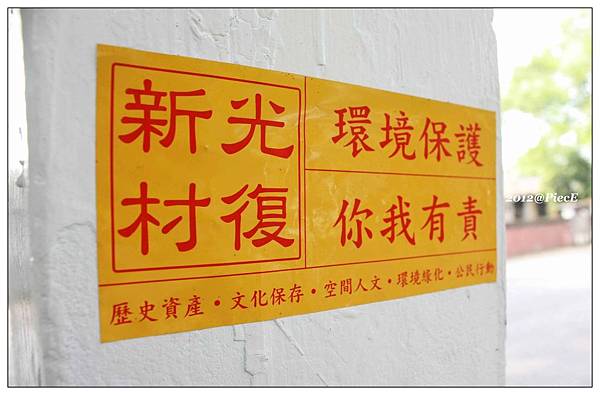 光復新村
環境保護
你我有責
歷史資產・文化保存・空間人文・環境綠化・公民行動
2012@PiecE